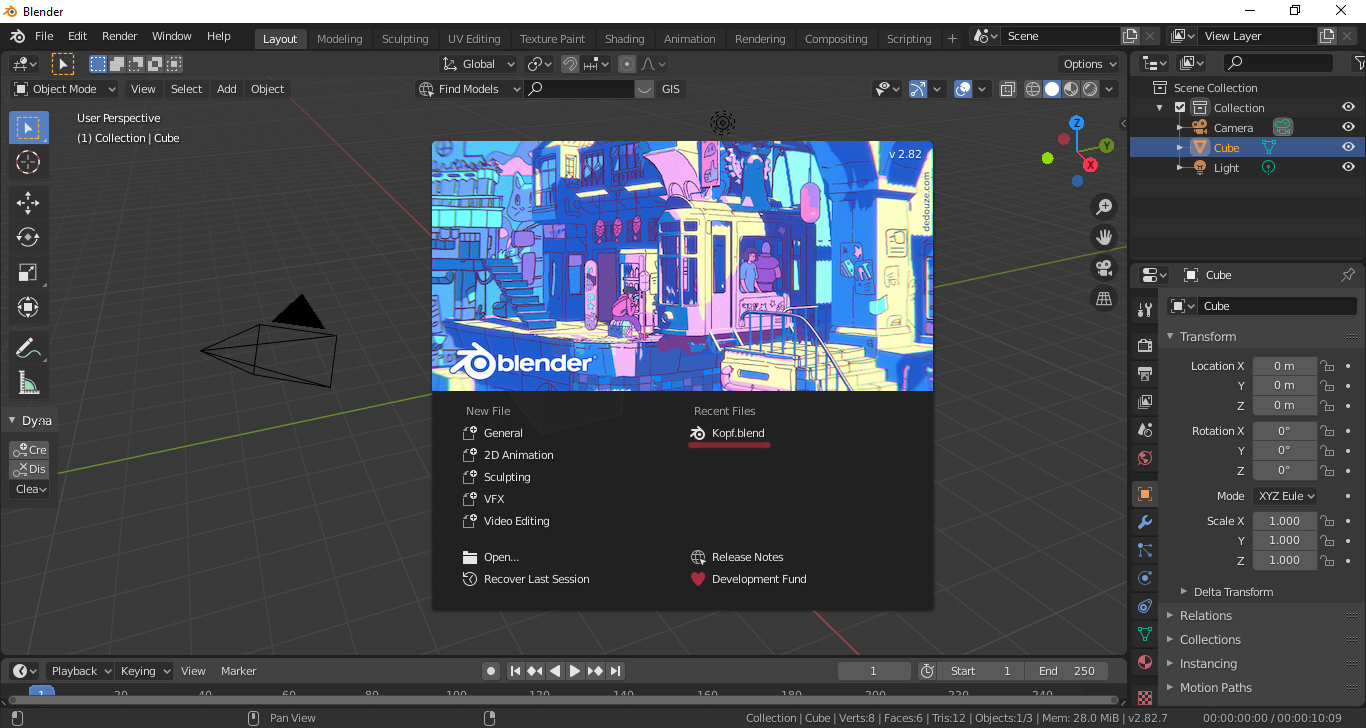 Blender
File Edit Render Window Help
Layout Modeling Sculpting UV Editing Texture Paint Shading Animation Rendering Compositing Scripting
Scene
View Layer
Global
Options
Object Mode View Select Add Object
Find Models
GIS
User Perspective
(1) Collection | Cube
Z
Y
X
Dyna
Cre
Dis
Clea
v 2.82
dedouze.com
blender
New File
General
2D Animation
Sculpting
VFX
Video Editing
Open...
Recover Last Session
Recent Files
Kopf.blend
Release Notes
Development Fund
Scene Collection
Collection
Camera
Cube
Light
Cube
Cube
Transform
Location X 0 m
Y 0 m
Z 0 m
Rotation X 0°
Y 0°
Z 0°
Mode XYZ Eule
Scale X 1.000
Y 1.000
Z 1.000
Delta Transform
Relations
Collections
Instancing
Motion Paths
Playback Keying View Marker
1
Start 1
End 250
1 20 40 60 80 100 120 140 160 180 200 220 240
Pan View
Collection | Cube | Verts:8 | Faces:6 | Tris:12 | Objects:1/3 | Mem: 28.0 MiB | v2.82.7
00:00:00:00 / 00:00:10:09